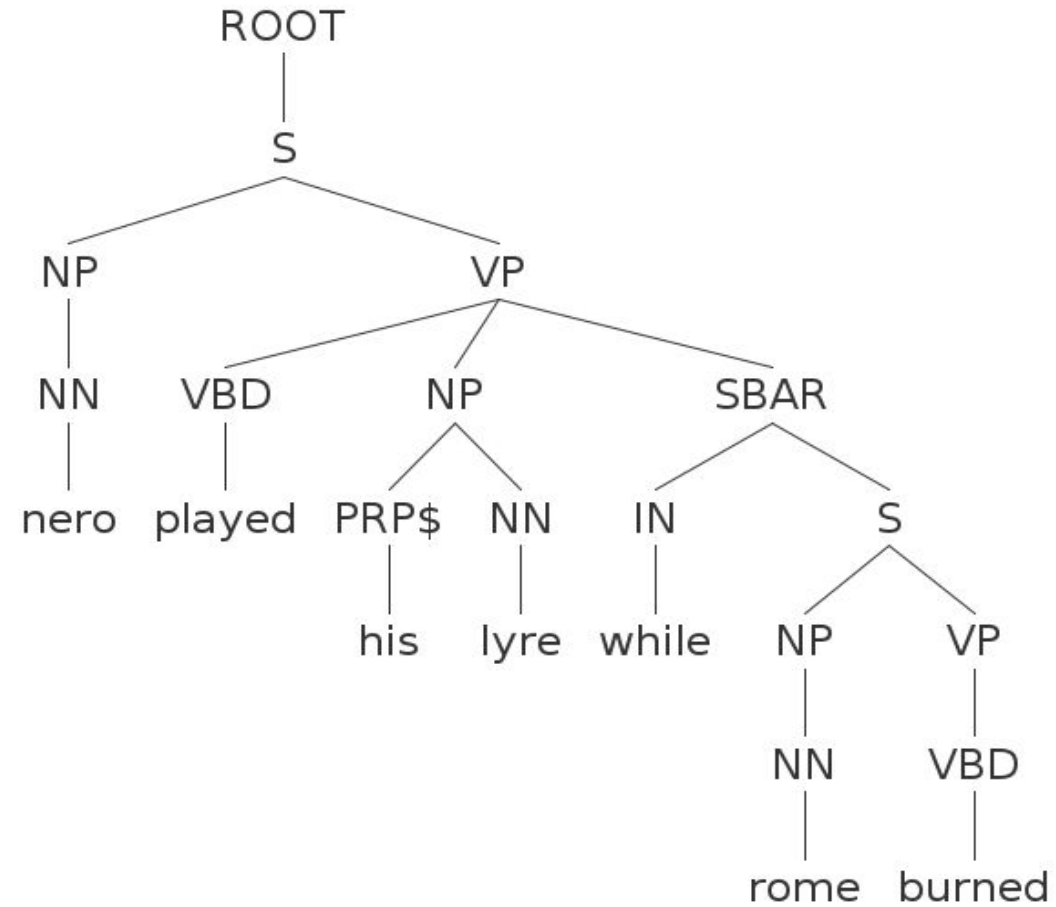 ROOT
S
NP VP
NN VBD NP SBAR
nero played PRP$ NN IN S
his lyre while NP VP
NN VBD
rome burned